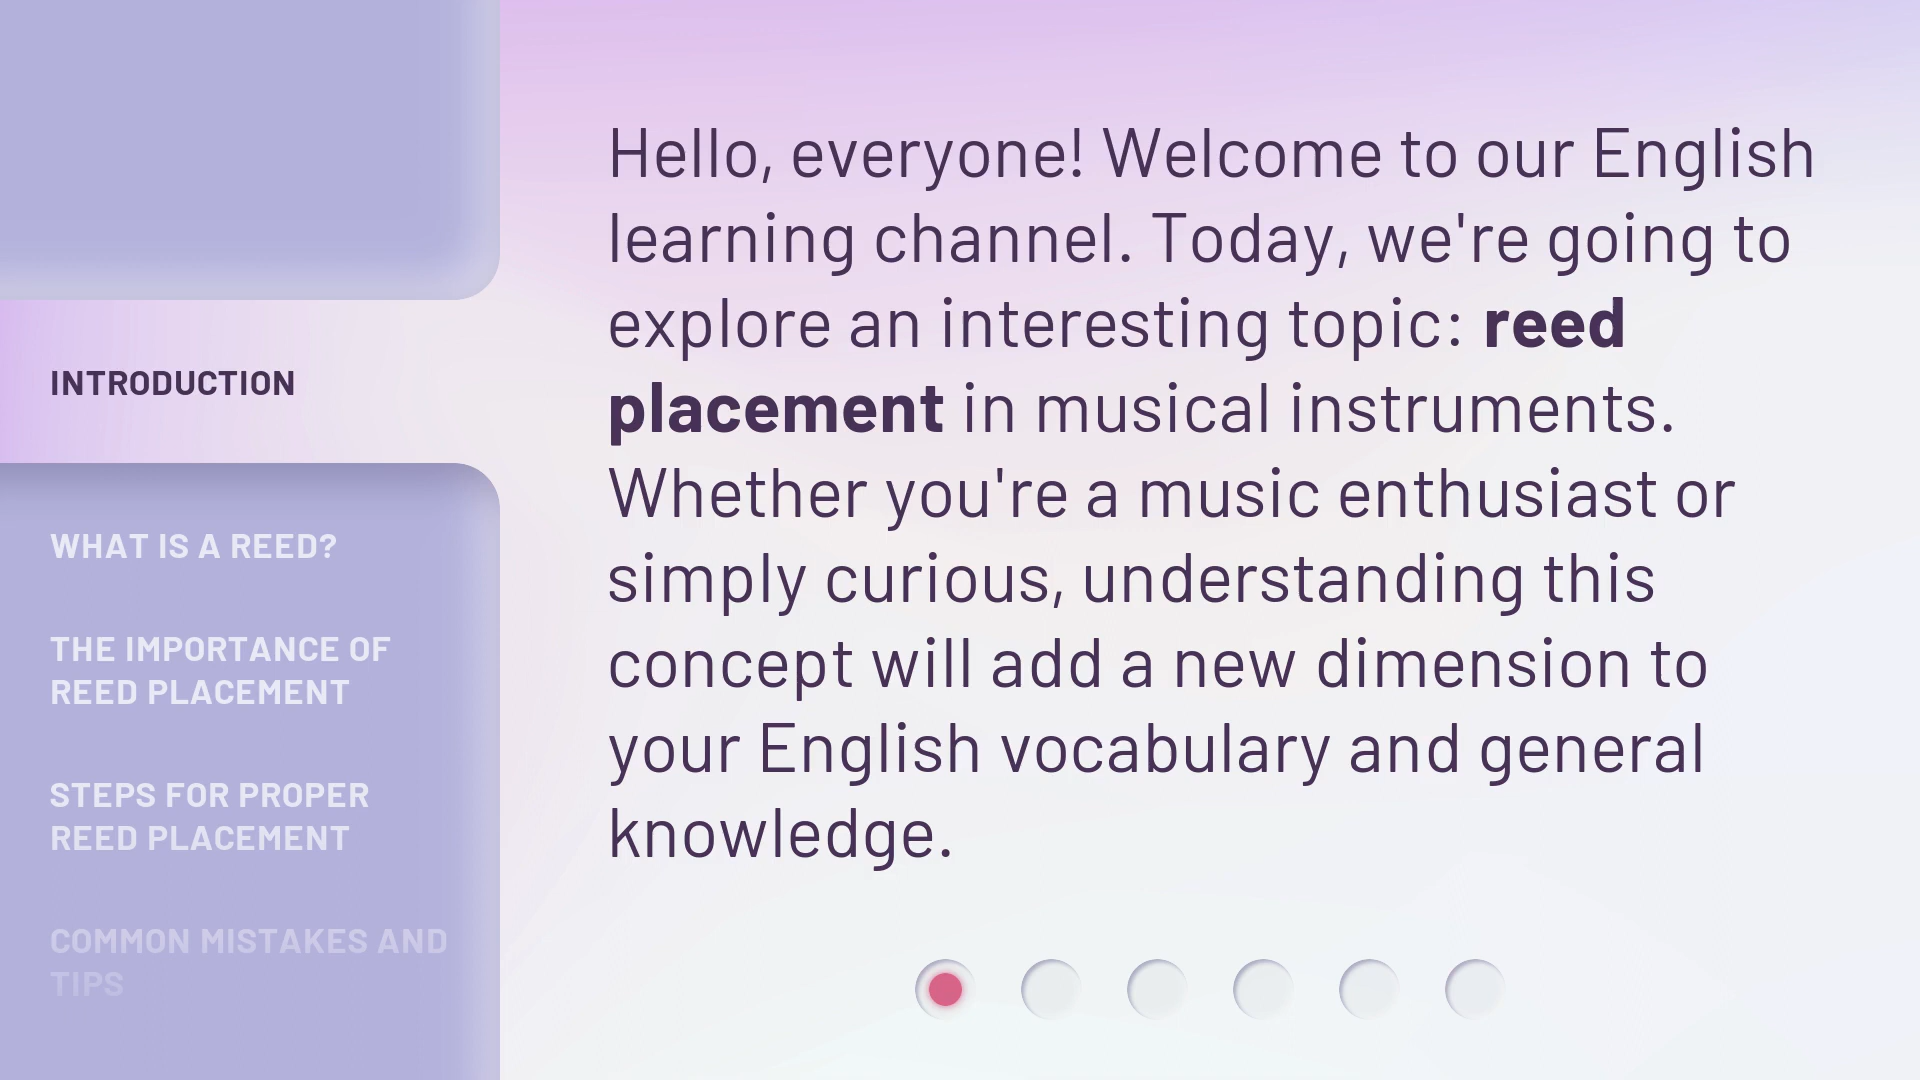 INTRODUCTION
WHAT IS A REED?
THE IMPORTANCE OF
REED PLACEMENT
STEPS FOR PROPER
REED PLACEMENT
COMMON MISTAKES AND
TIPS
Hello, everyone! Welcome to our English
learning channel. Today, we're going to
explore an interesting topic: reed
placement in musical instruments.
Whether you're a music enthusiast or
simply curious, understanding this
concept will add a new dimension to
your English vocabulary and general
knowledge.